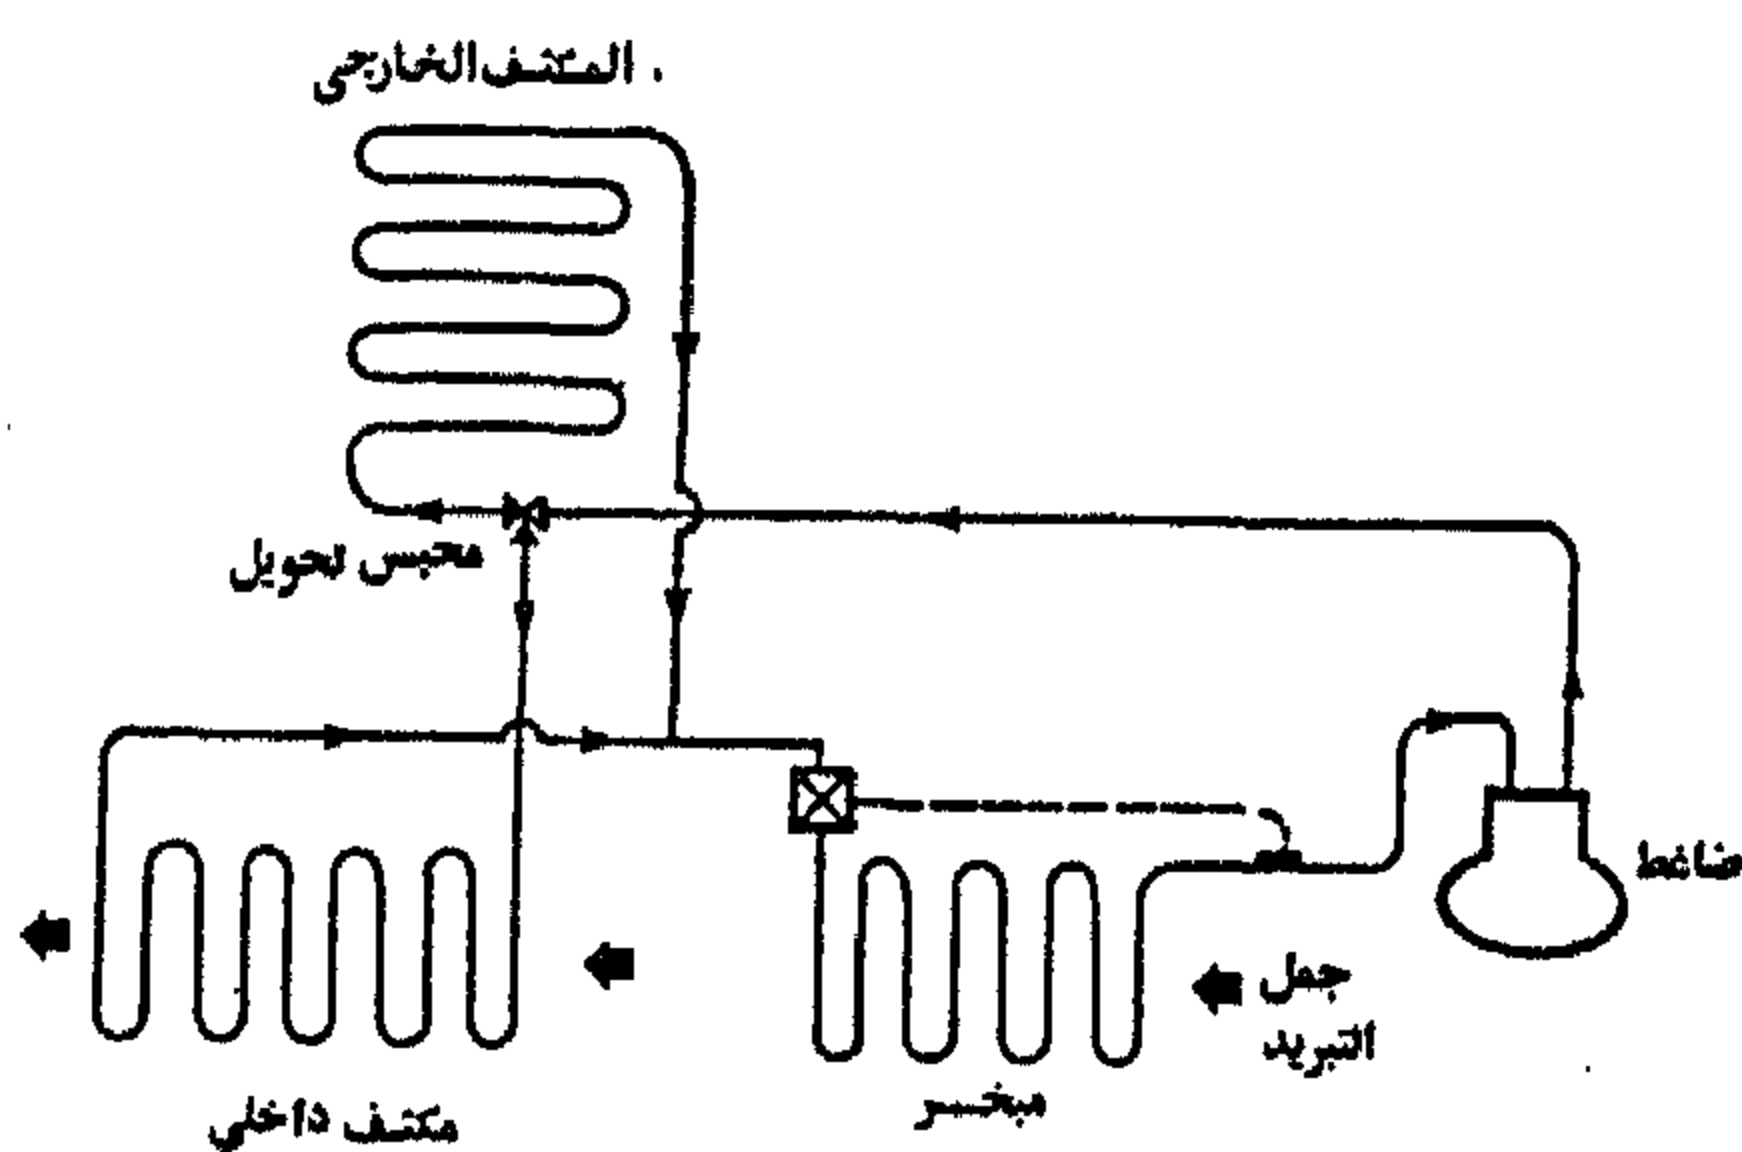 المكثف الخارجي
محبس تحويل
ضاغط
حمل
التبريد
مبخر
مكثف داخلي